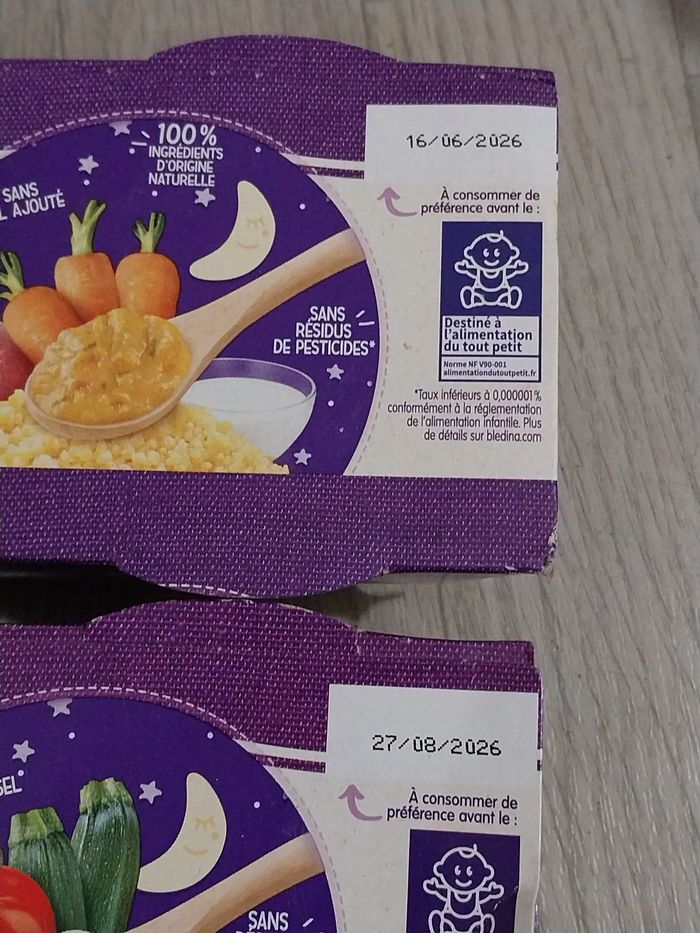 16/06/2026
100%
INGRÉDIENTS
D'ORIGINE
NATURELLE
SANS
L AJOUTÉ
À consommer de
préférence avant le :
SANS
RÉSIDUS
DE PESTICIDES*
Destiné à
l'alimentation
du tout petit
Norme NF V90-001
alimentationdutoutpetit.fr
*Taux inférieurs à 0,000001%
conformément à la réglementation
de l'alimentation infantile. Plus
de détails sur bledina.com
27/08/2026
SEL*
À consommer de
préférence avant le :
SANS